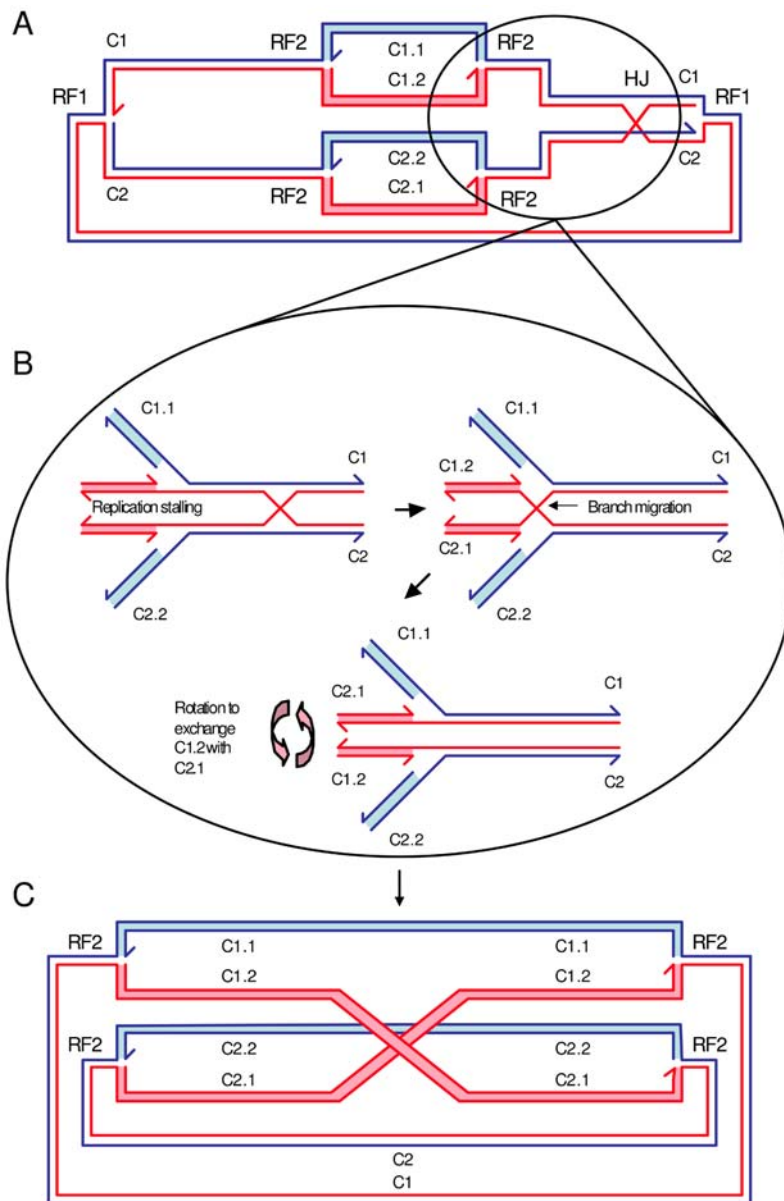 A
C1
RF2
C1.1
RF2
C1.2
HJ
C1
RF1
RF1
C2.2
C2
C2
RF2
C2.1
RF2
B
C1.1
C1.1
C1
C1.2
C1
Replication stalling
Branch migration
C2
C2.1
C2
C2.2
C2.2
C1.1
C2.1
C1
Rotation to
exchange
C1.2 with
C2.1
C1.2
C2
C2.2
C
RF2
C1.1
C1.1
RF2
C1.2
C1.2
RF2
C2.2
C2.2
RF2
C2.1
C2.1
C2
C1